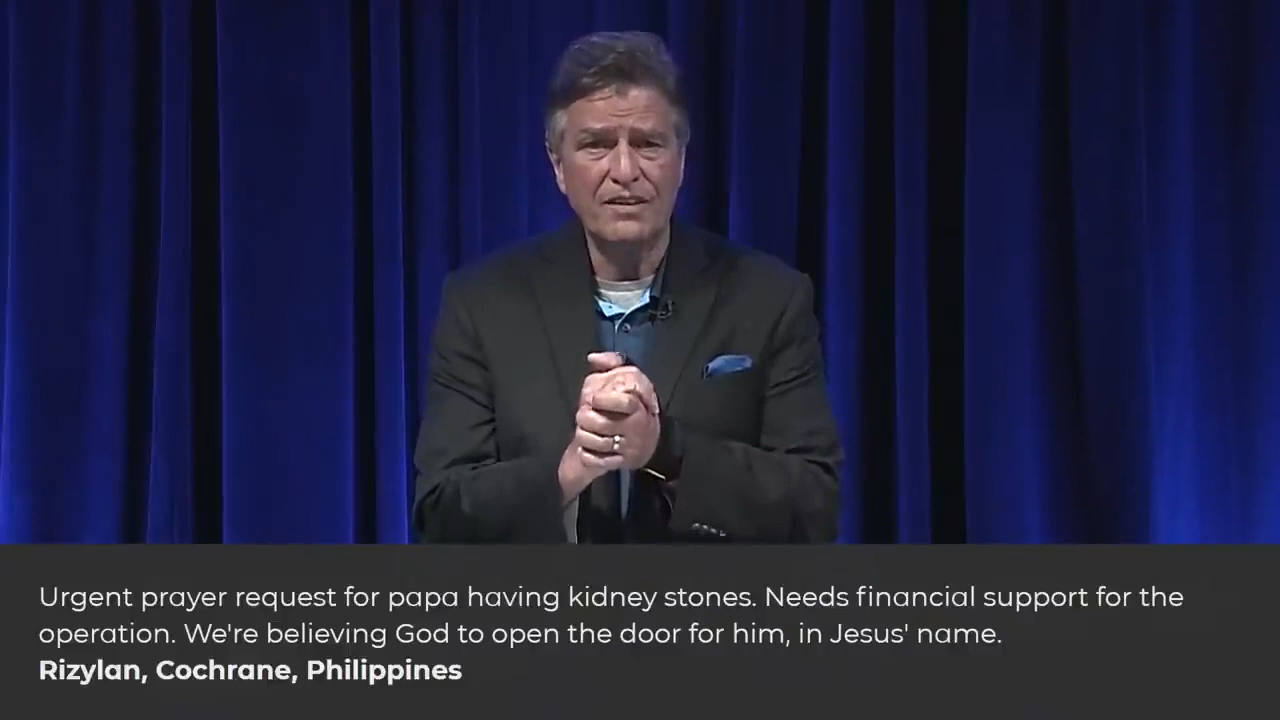 Urgent prayer request for papa having kidney stones. Needs financial support for the
operation. We're believing God to open the door for him, in Jesus' name.
Rizylan, Cochrane, Philippines